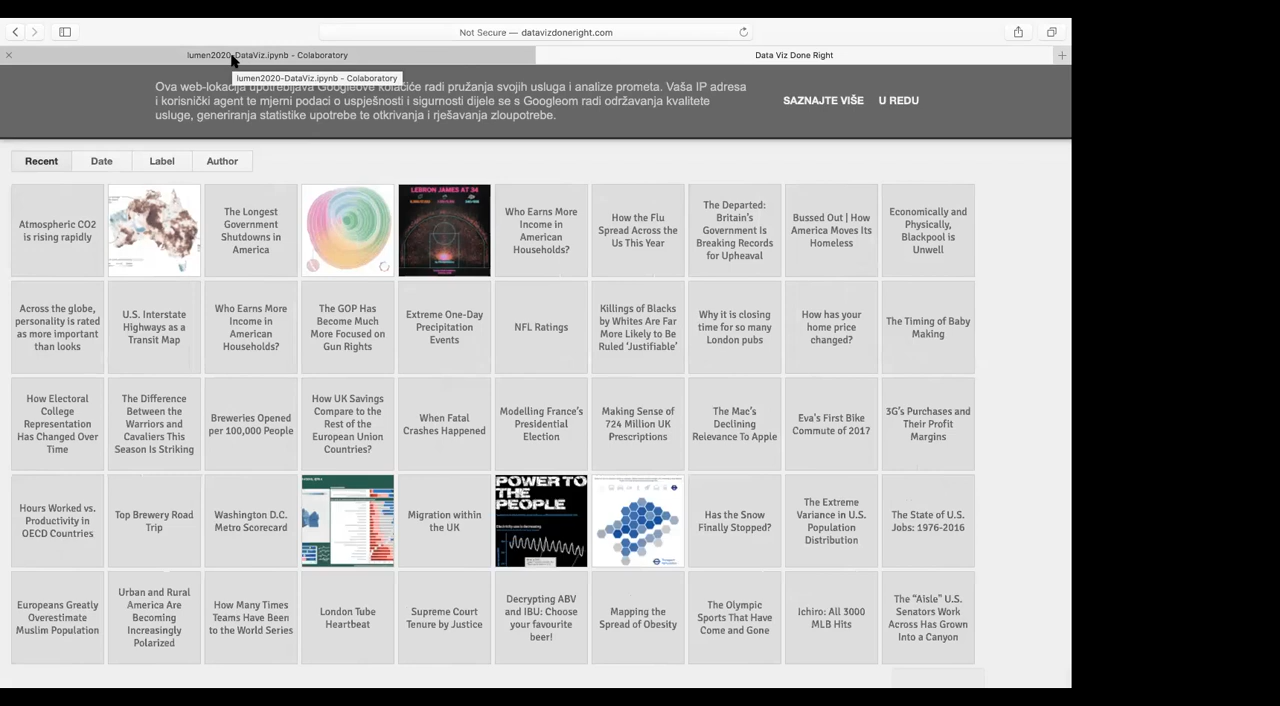 Not Secure — datavizdoneright.com
lumen2020-DataViz.ipynb - Colaboratory
Data Viz Done Right
lumen2020-DataViz.ipynb - Colaboratory
Ova web-lokacija upotrebljava Googleove kolačiće radi pružanja svojih usluga i analize prometa. Vaša IP adresa
i korisnički agent te mjerni podaci o uspješnosti i sigurnosti dijele se s Googleom radi održavanja kvalitete
usluge, generiranja statistike upotrebe te otkrivanja i rješavanja zloupotrebe.
SAZNAJTE VIŠE
U REDU
Recent
Date
Label
Author
Atmospheric CO2
is rising rapidly
The Longest
Government
Shutdowns in
America
LEBRON JAMES AT 34
Who Earns More
Income in
American
Households?
How the Flu
Spread Across the
Us This Year
The Departed:
Britain's
Government Is
Breaking Records
for Upheaval
Bussed Out | How
America Moves Its
Homeless
Economically and
Physically,
Blackpool is
Unwell
Across the globe,
personality is rated
as more important
than looks
U.S. Interstate
Highways as a
Transit Map
Who Earns More
Income in
American
Households?
The GOP Has
Become Much
More Focused on
Gun Rights
Extreme One-Day
Precipitation
Events
NFL Ratings
Killings of Blacks
by Whites Are Far
More Likely to Be
Ruled ‘Justifiable’
Why it is closing
time for so many
London pubs
How has your
home price
changed?
The Timing of Baby
Making
How Electoral
College
Representation
Has Changed Over
Time
The Difference
Between the
Warriors and
Cavaliers This
Season Is Striking
Breweries Opened
per 100,000 People
How UK Savings
Compare to the
Rest of the
European Union
Countries?
When Fatal
Crashes Happened
Modelling France’s
Presidential
Election
Making Sense of
724 Million UK
Prescriptions
The Mac’s
Declining
Relevance To Apple
Eva's First Bike
Commute of 2017
3G’s Purchases and
Their Profit
Margins
Hours Worked vs.
Productivity in
OECD Countries
Top Brewery Road
Trip
Washington D.C.
Metro Scorecard
Migration within
the UK
POWER TO
THE
PEOPLE
Has the Snow
Finally Stopped?
The Extreme
Variance in U.S.
Population
Distribution
The State of U.S.
Jobs: 1976-2016
Europeans Greatly
Overestimate
Muslim Population
Urban and Rural
America Are
Becoming
Increasingly
Polarized
How Many Times
Teams Have Been
to the World Series
London Tube
Heartbeat
Supreme Court
Tenure by Justice
Decrypting ABV
and IBU: Choose
your favourite
beer!
Mapping the
Spread of Obesity
The Olympic
Sports That Have
Come and Gone
Ichiro: All 3000
MLB Hits
The “Aisle” U.S.
Senators Work
Across Has Grown
Into a Canyon